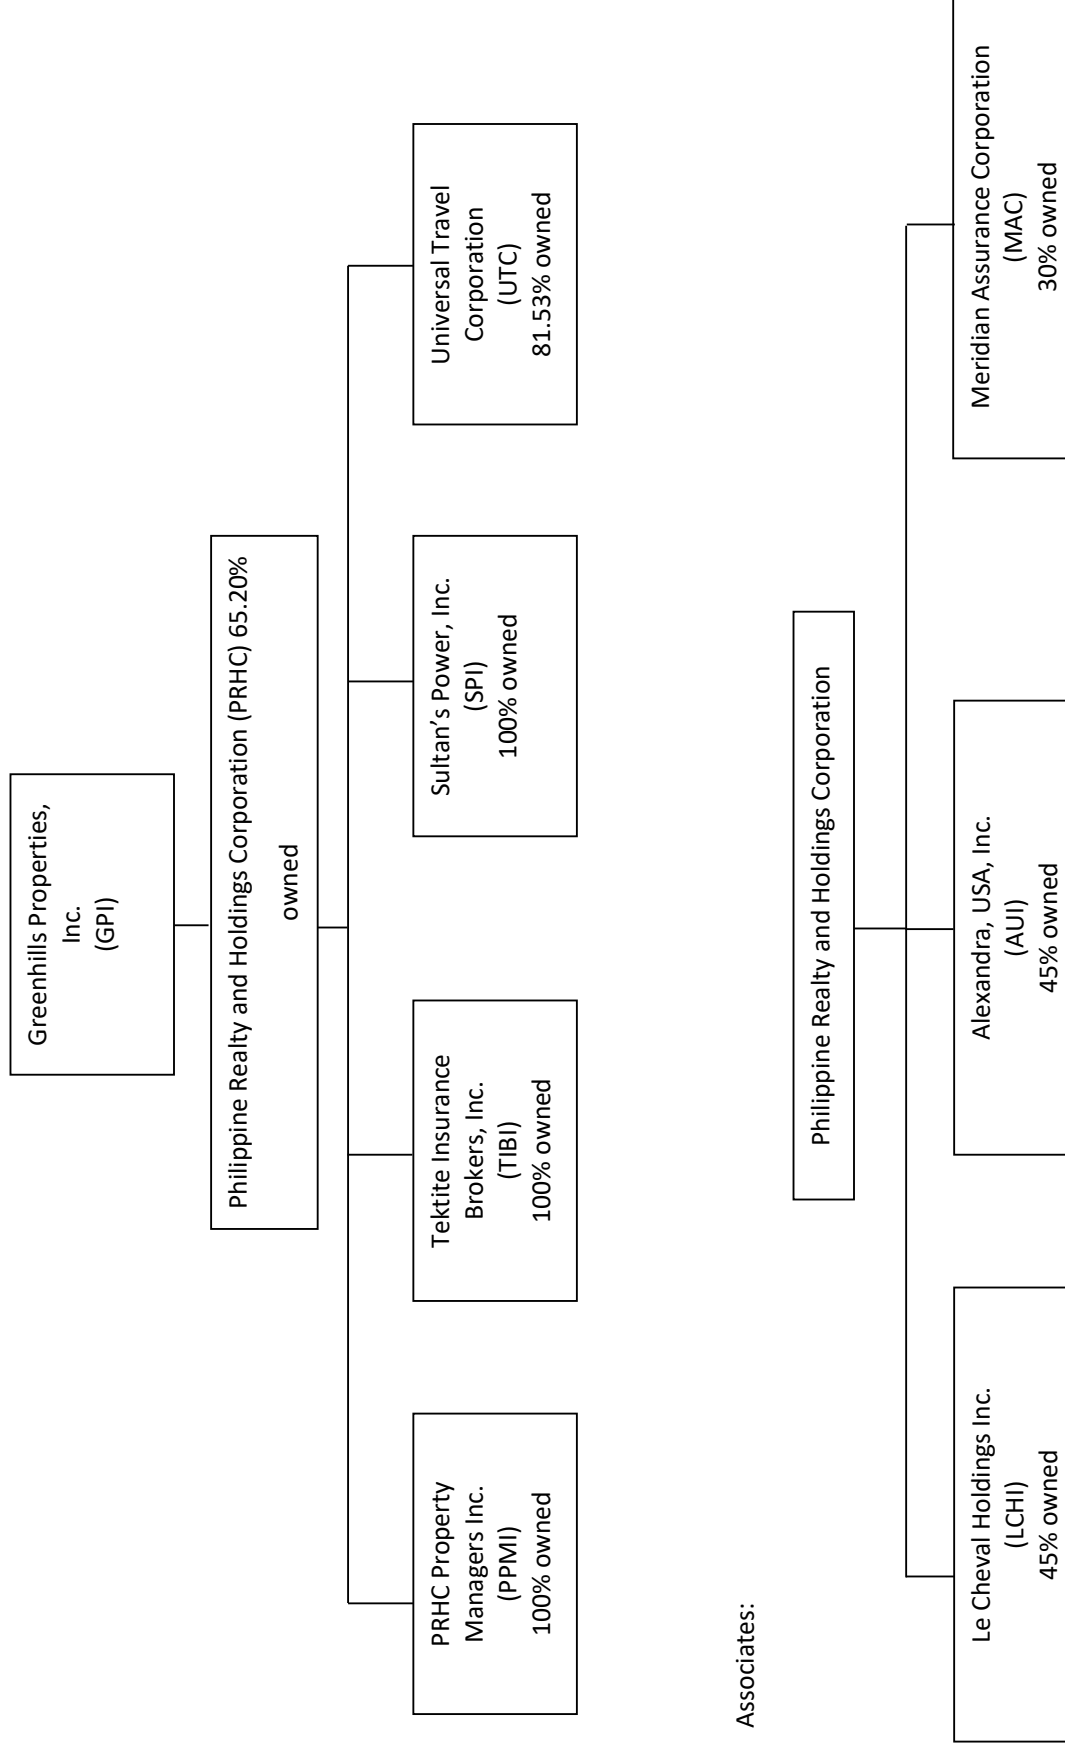 Greenhills Properties,
Inc.
(GPI)
Philippine Realty and Holdings Corporation (PRHC) 65.20%
owned
PRHC Property
Managers Inc.
(PPMI)
100% owned
Tektite Insurance
Brokers, Inc.
(TIBI)
100% owned
Sultan’s Power, Inc.
(SPI)
100% owned
Universal Travel
Corporation
(UTC)
81.53% owned
Associates:
Philippine Realty and Holdings Corporation
Le Cheval Holdings Inc.
(LCHI)
45% owned
Alexandra, USA, Inc.
(AUI)
45% owned
Meridian Assurance Corporation
(MAC)
30% owned